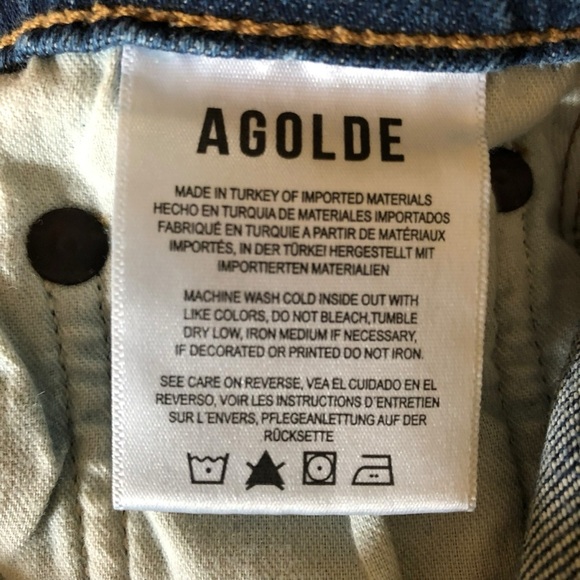 AGOLDE
MADE IN TURKEY OF IMPORTED MATERIALS
HECHO EN TURQUIA DE MATERIALES IMPORTADOS
FABRIQUÉ EN TURQUIE A PARTIR DE MATÉRIAUX
IMPORTÉS, IN DER TÜRKEI HERGESTELLT MIT
IMPORTIERTEN MATERIALIEN
MACHINE WASH COLD INSIDE OUT WITH
LIKE COLORS, DO NOT BLEACH,TUMBLE
DRY LOW, IRON MEDIUM IF NECESSARY,
IF DECORATED OR PRINTED DO NOT IRON.
SEE CARE ON REVERSE, VEA EL CUIDADO EN EL
REVERSO, VOIR LES INSTRUCTIONS D´ENTRETIEN
SUR L´ENVERS, PFLEGEANLETTUNG AUF DER
RÜCKSETTE